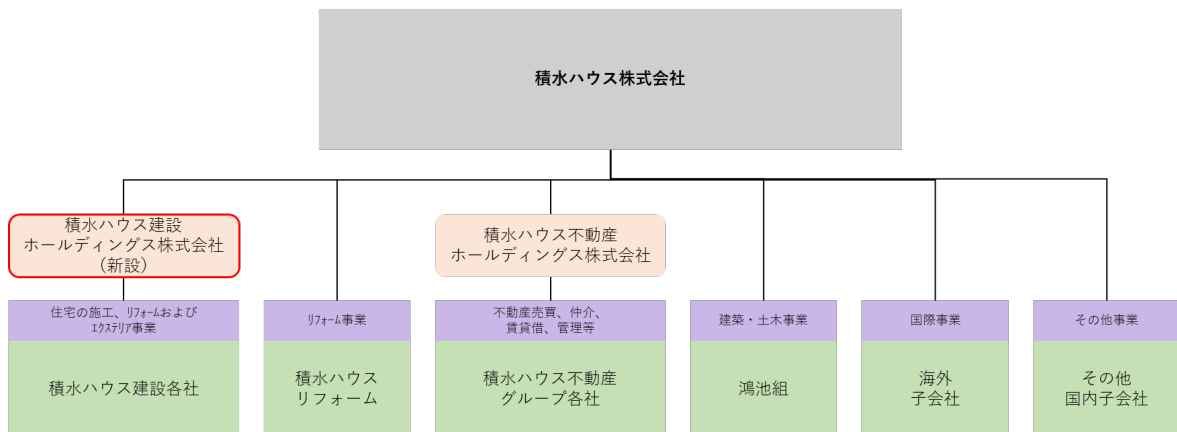 積水ハウス株式会社
積水ハウス建設
ホールディングス株式会社
（新設）
積水ハウス不動産
ホールディングス株式会社
住宅の施工、ﾘﾌｫｰﾑおよび
ｴｸｽﾃﾘｱ事業
積水ハウス建設各社
ﾘﾌｫｰﾑ事業
積水ハウス
リフォーム
不動産売買、仲介、
賃貸借、管理等
積水ハウス不動産
グループ各社
建築・土木事業
鴻池組
国際事業
海外
子会社
その他事業
その他
国内子会社